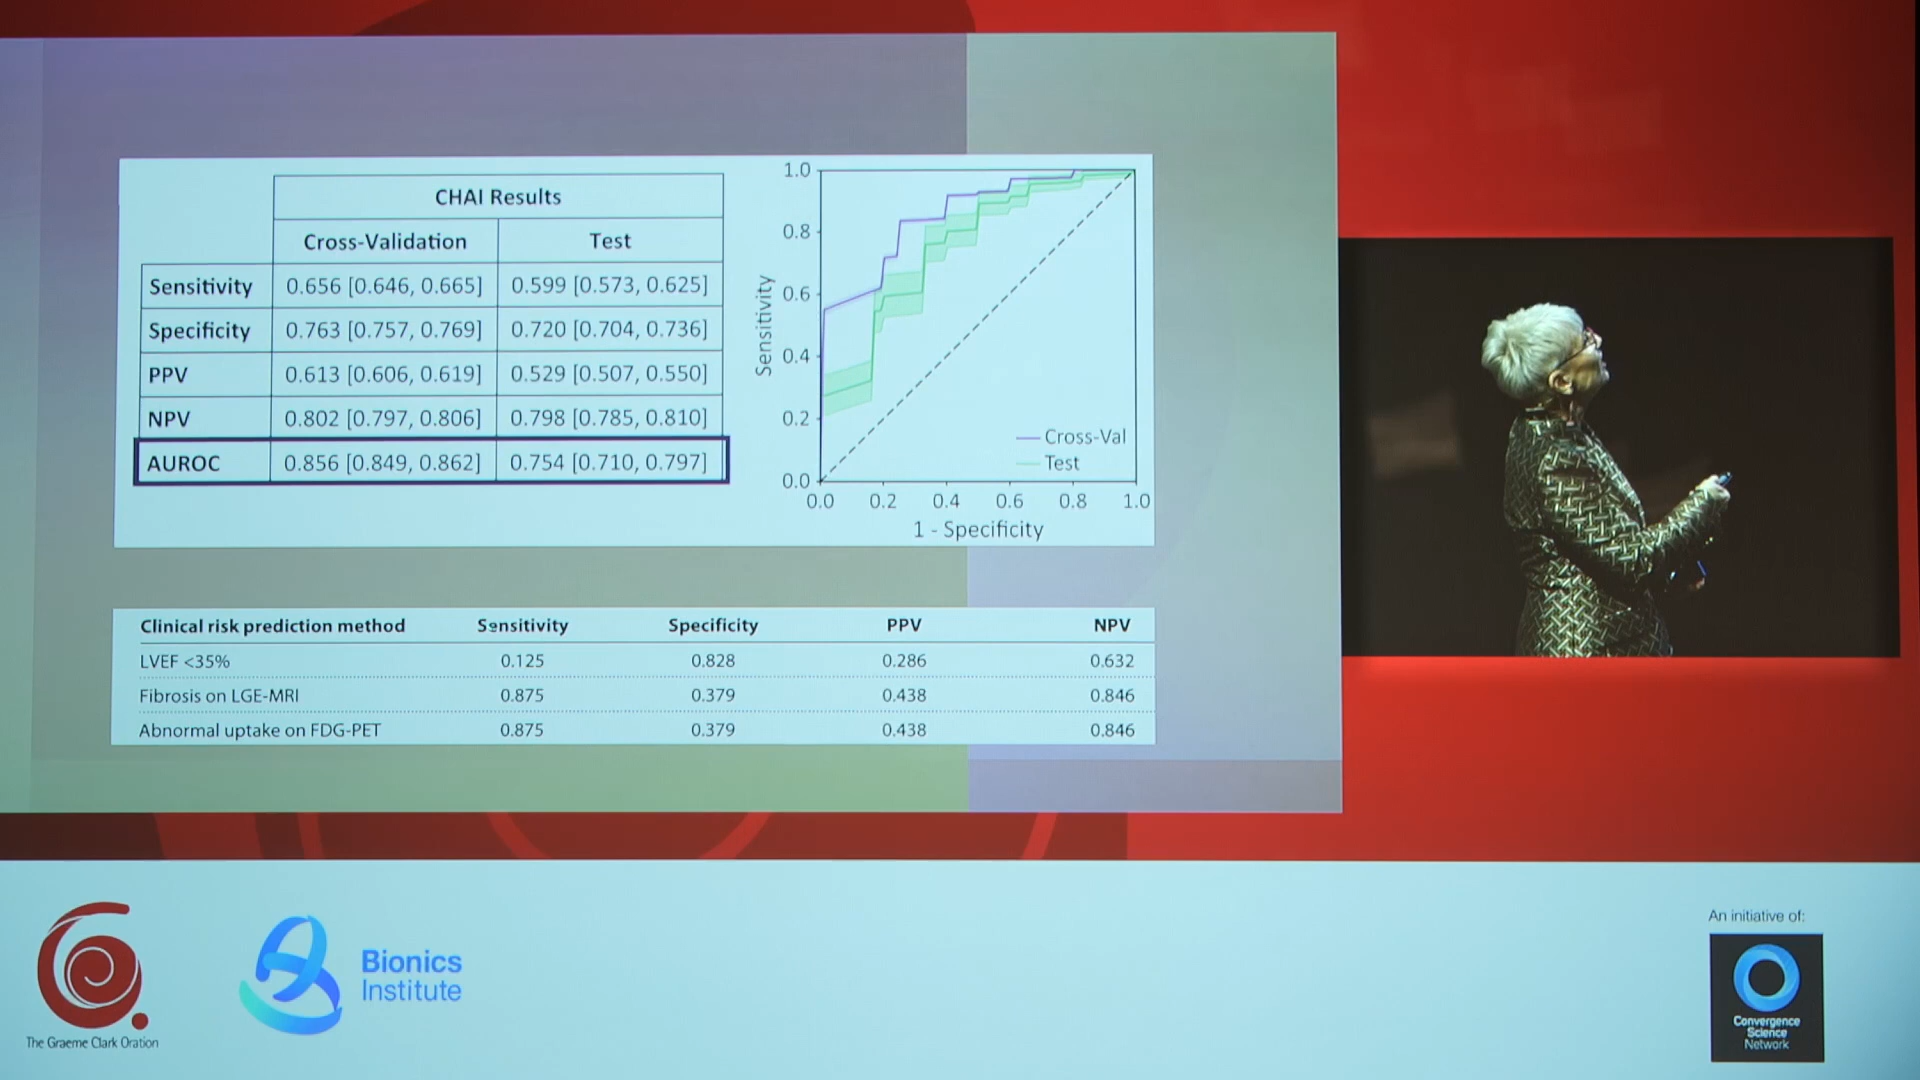 CHAI Results
Cross-Validation Test
Sensitivity 0.656 [0.646, 0.665] 0.599 [0.573, 0.625]
Specificity 0.763 [0.757, 0.769] 0.720 [0.704, 0.736]
PPV 0.613 [0.606, 0.619] 0.529 [0.507, 0.550]
NPV 0.802 [0.797, 0.806] 0.798 [0.785, 0.810]
AUROC 0.856 [0.849, 0.862] 0.754 [0.710, 0.797]
Sensitivity
1.0
0.8
0.6
0.4
0.2
0.0
Cross-Val
Test
0.0 0.2 0.4 0.6 0.8 1.0
1 - Specificity
Clinical risk prediction method Sensitivity Specificity PPV NPV
LVEF <35% 0.125 0.828 0.286 0.632
Fibrosis on LGE-MRI 0.875 0.379 0.438 0.846
Abnormal uptake on FDG-PET 0.875 0.379 0.438 0.846
The Graeme Clark Oration
Bionics
Institute
An initiative of:
Convergence
Science
Network